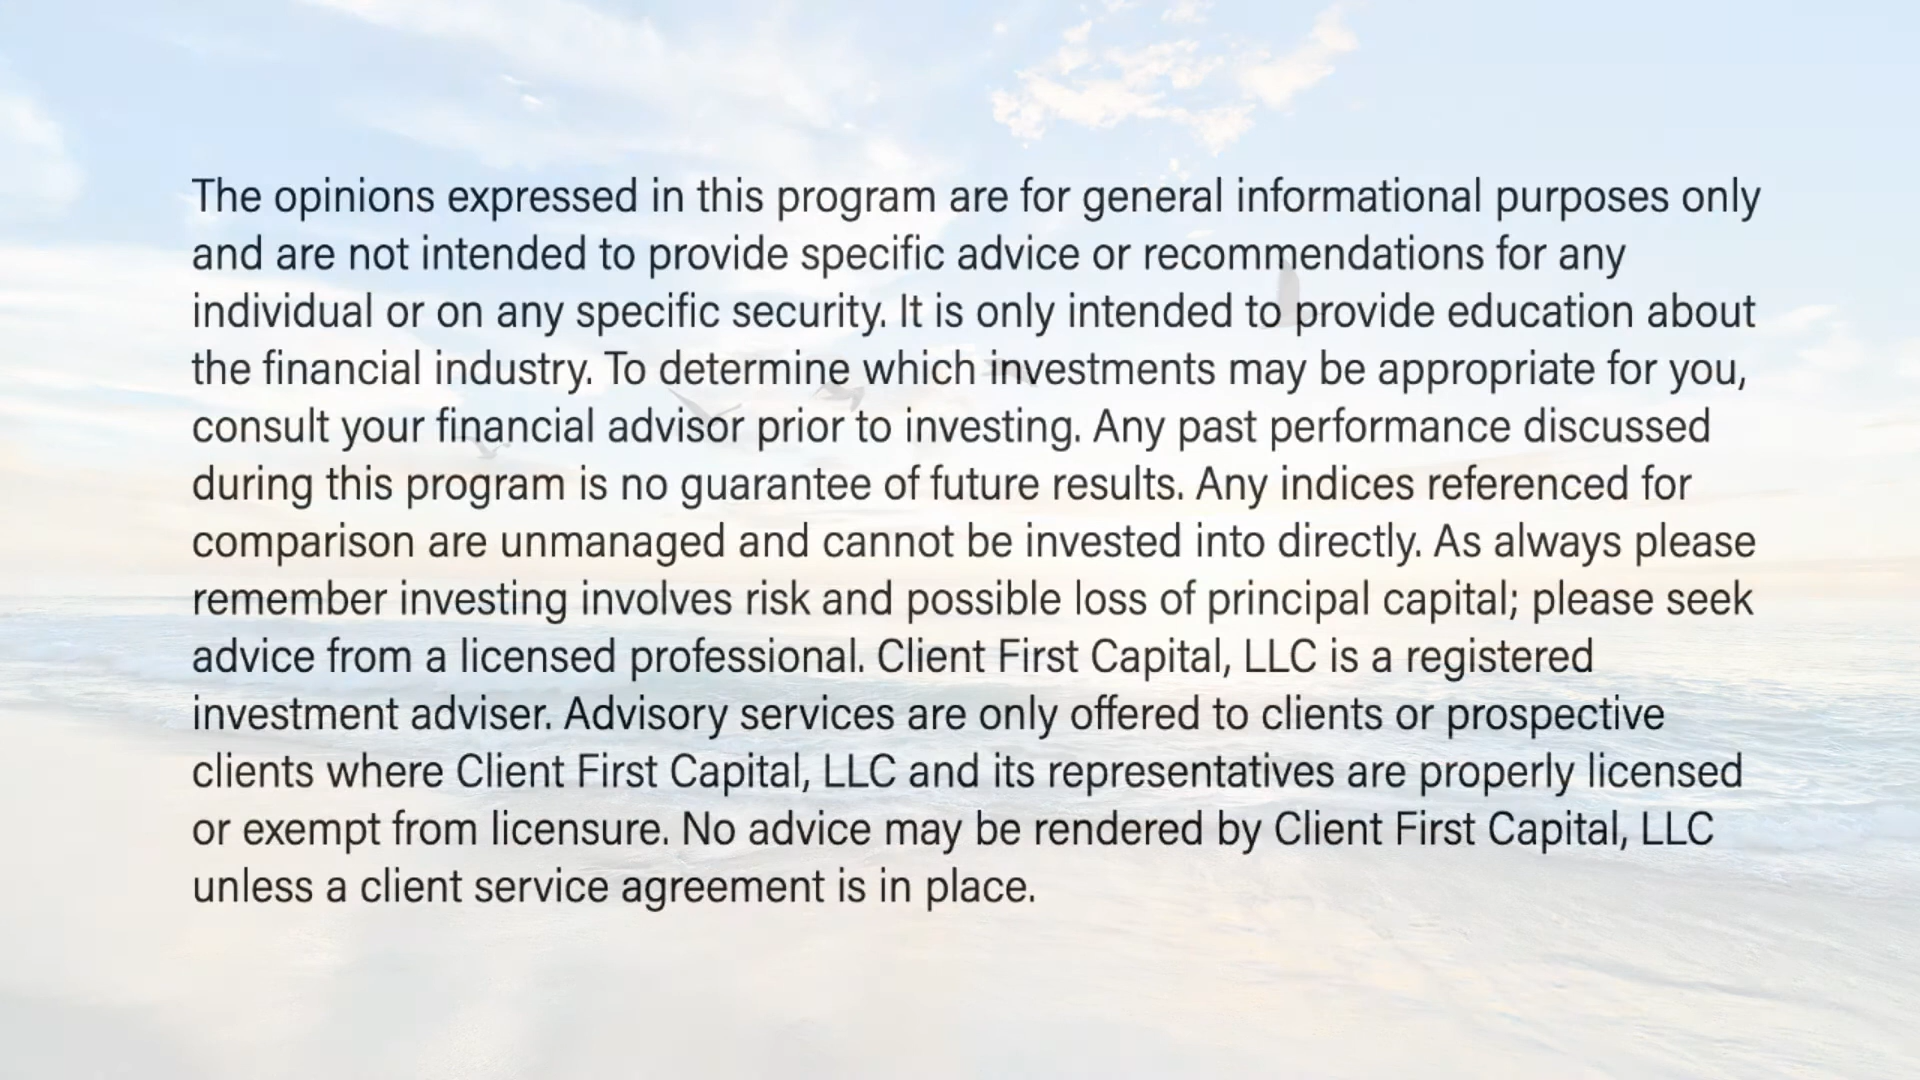 The opinions expressed in this program are for general informational purposes only
and are not intended to provide specific advice or recommendations for any
individual or on any specific security. It is only intended to provide education about
the financial industry. To determine which investments may be appropriate for you,
consult your financial advisor prior to investing. Any past performance discussed
during this program is no guarantee of future results. Any indices referenced for
comparison are unmanaged and cannot be invested into directly. As always please
remember investing involves risk and possible loss of principal capital; please seek
advice from a licensed professional. Client First Capital, LLC is a registered
investment adviser. Advisory services are only offered to clients or prospective
clients where Client First Capital, LLC and its representatives are properly licensed
or exempt from licensure. No advice may be rendered by Client First Capital, LLC
unless a client service agreement is in place.